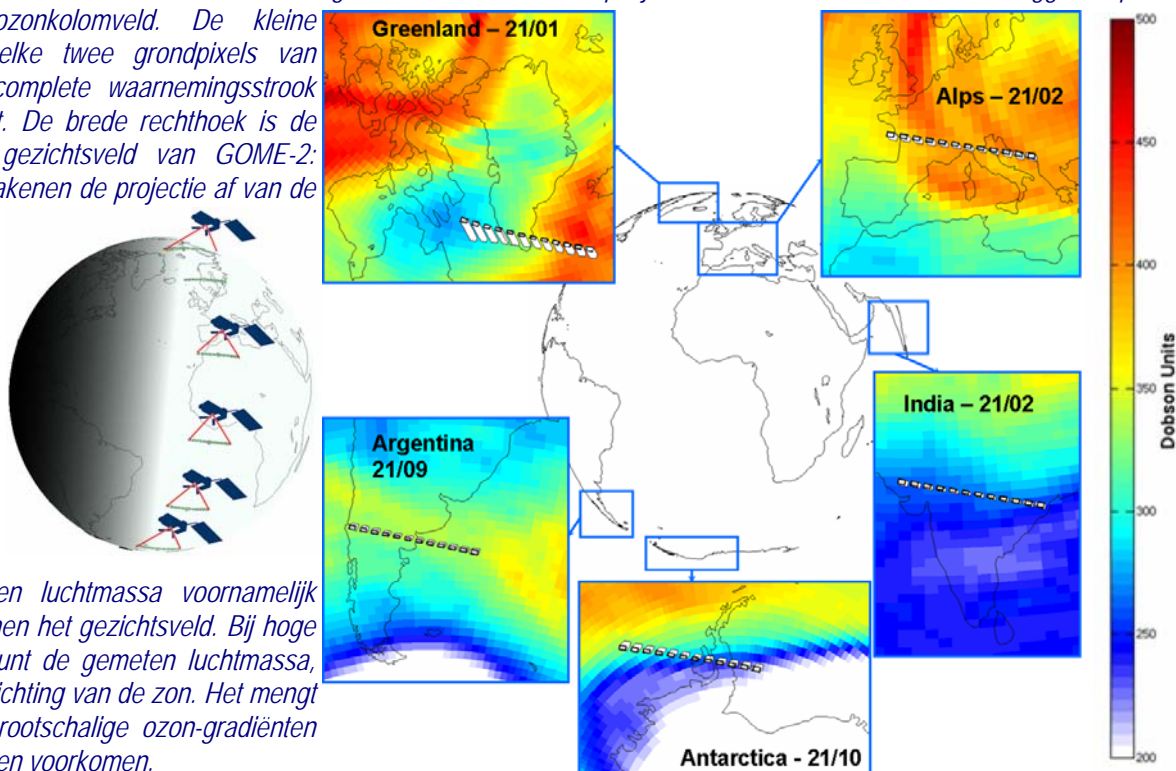 ozonkolomveld. De kleine
elke twee grondpixels van
complete waarnemingsstrook
t. De brede rechthoek is de
gezichtsveld van GOME-2:
akenen de projectie af van de
en luchtmassa voornamelijk
nen het gezichtsveld. Bij hoge
unt de gemeten luchtmassa,
ichting van de zon. Het mengt
rootschalige ozon-gradiënten
en voorkomen.
Greenland – 21/01
Alps – 21/02
Argentina
21/09
India – 21/02
Antarctica - 21/10
500
450
400
350
300
250
200
Dobson Units